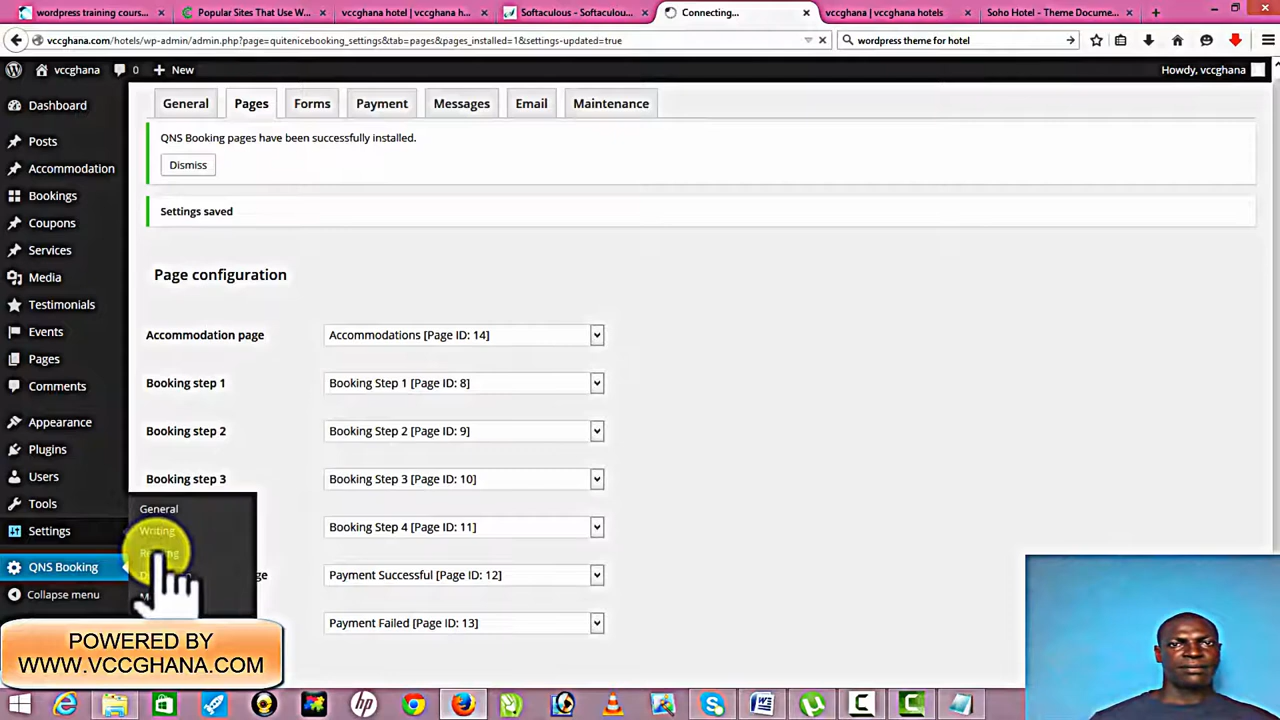 wordpress training cours...
Popular Sites That Use W...
vccghana hotel | vccghana h...
Softaculous - Softaculou...
Connecting...
vccghana | vccghana hotels
Soho Hotel - Theme Docume...
vccghana.com/hotels/wp-admin/admin.php?page=quitenicebooking_settings&tab=pages&pages_installed=1&settings-updated=true
wordpress theme for hotel
vccghana
0
New
Howdy, vccghana
Dashboard
Posts
Accommodation
Bookings
Coupons
Services
Media
Testimonials
Events
Pages
Comments
Appearance
Plugins
Users
Tools
Settings
QNS Booking
Collapse menu
General
Writing
General
Pages
Forms
Payment
Messages
Email
Maintenance
QNS Booking pages have been successfully installed.
Dismiss
Settings saved
Page configuration
Accommodation page
Accommodations [Page ID: 14]
Booking step 1
Booking Step 1 [Page ID: 8]
Booking step 2
Booking Step 2 [Page ID: 9]
Booking step 3
Booking Step 3 [Page ID: 10]
Booking Step 4 [Page ID: 11]
Payment Successful [Page ID: 12]
Payment Failed [Page ID: 13]
POWERED BY
WWW.VCCGHANA.COM